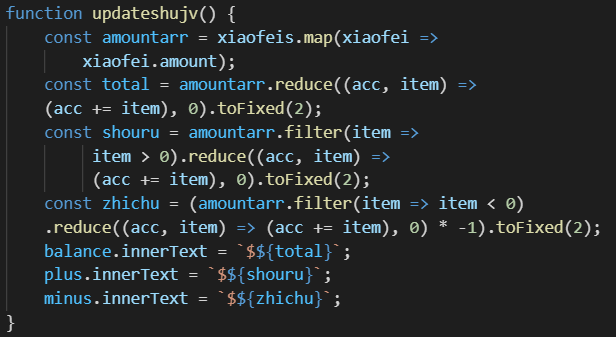 function updateshujv() {
    const amountarr = xiaofeis.map(xiaofei =>
        xiaofei.amount);
    const total = amountarr.reduce((acc, item) =>
    (acc += item), 0).toFixed(2);
    const shouru = amountarr.filter(item =>
         item > 0).reduce((acc, item) =>
         (acc += item), 0).toFixed(2);
    const zhichu = (amountarr.filter(item => item < 0)
    .reduce((acc, item) => (acc += item), 0) * -1).toFixed(2);
    balance.innerText = `$${total}`;
    plus.innerText = `$${shouru}`;
    minus.innerText = `$${zhichu}`;
}